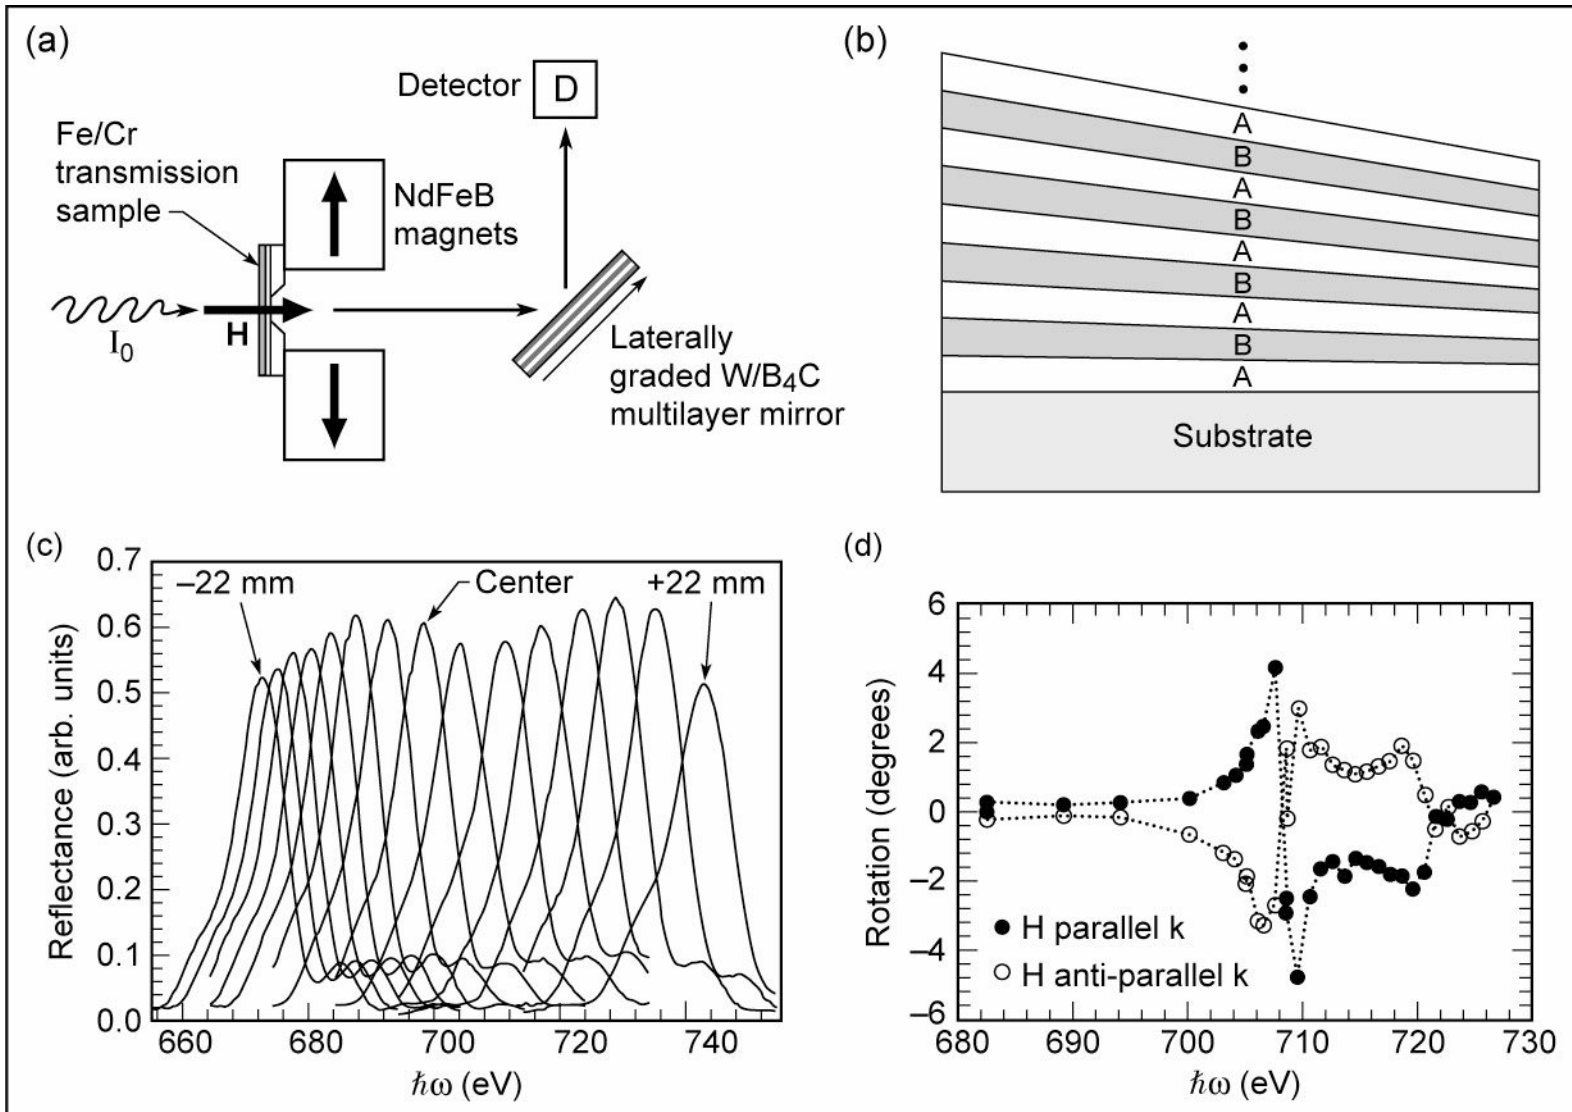 (a)
Detector
D
Fe/Cr
transmission
sample
NdFeB
magnets
H
I₀
Laterally
graded W/B₄C
multilayer mirror
(b)
A
B
A
B
A
B
A
B
A
Substrate
(c)
–22 mm
Center
+22 mm
0.7
0.6
0.5
0.4
0.3
0.2
0.1
0.0
Reflectance (arb. units)
660 680 700 720 740
ℏω (eV)
(d)
6
4
2
0
–2
–4
–6
Rotation (degrees)
H parallel k
H anti-parallel k
680 690 700 710 720 730
ℏω (eV)